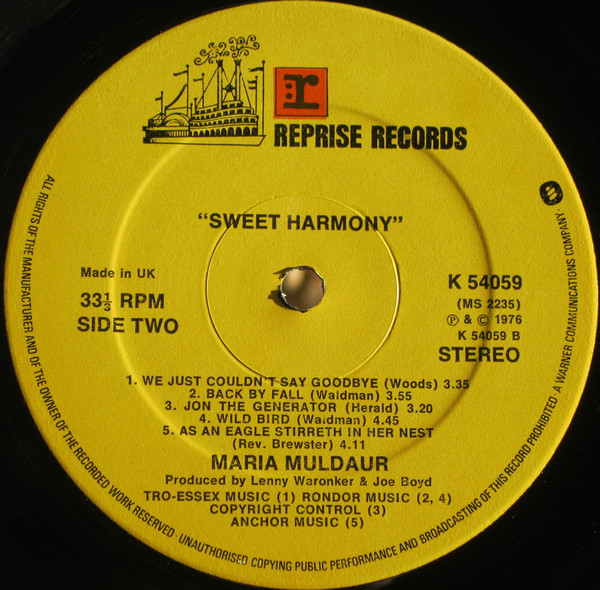 r
REPRISE RECORDS
"SWEET HARMONY"
Made in UK
33⅓ RPM
SIDE TWO
K 54059
(MS 2235)
Ⓟ & © 1976
K 54059 B
STEREO
1. WE JUST COULDN'T SAY GOODBYE (Woods) 3.35
2. BACK BY FALL (Waldman) 3.55
3. JON THE GENERATOR (Herald) 3.20
4. WILD BIRD (Waldman) 4.45
5. AS AN EAGLE STIRRETH IN HER NEST
(Rev. Brewster) 4.11
MARIA MULDAUR
Produced by Lenny Waronker & Joe Boyd
TRO-ESSEX MUSIC (1) RONDOR MUSIC (2, 4)
COPYRIGHT CONTROL (3)
ANCHOR MUSIC (5)
ALL RIGHTS OF THE MANUFACTURER AND OF THE OWNER OF THE RECORDED WORK RESERVED · UNAUTHORISED COPYING PUBLIC PERFORMANCE AND BROADCASTING OF THIS RECORD PROHIBITED · A WARNER COMMUNICATIONS COMPANY